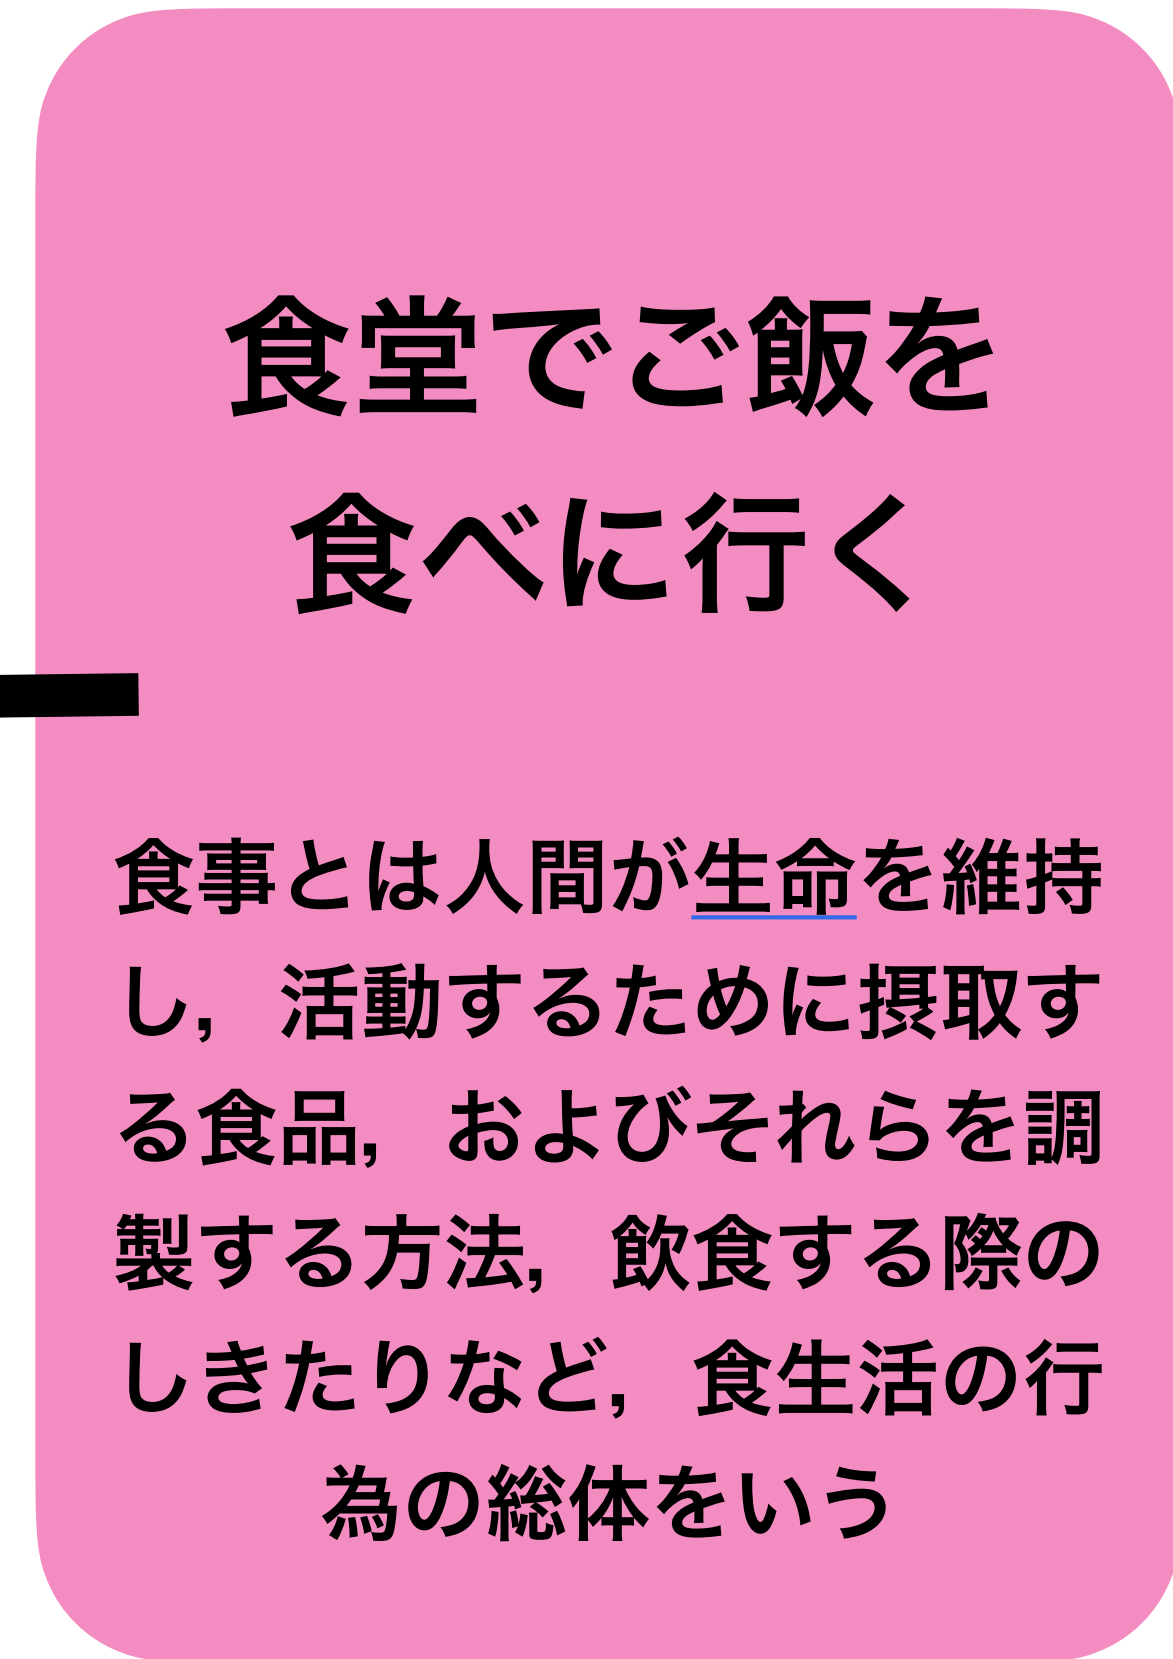 食堂でご飯を
食べに行く
食事とは人間が生命を維持
し，活動するために摂取す
る食品，およびそれらを調
製する方法，飲食する際の
しきたりなど，食生活の行
為の総体をいう